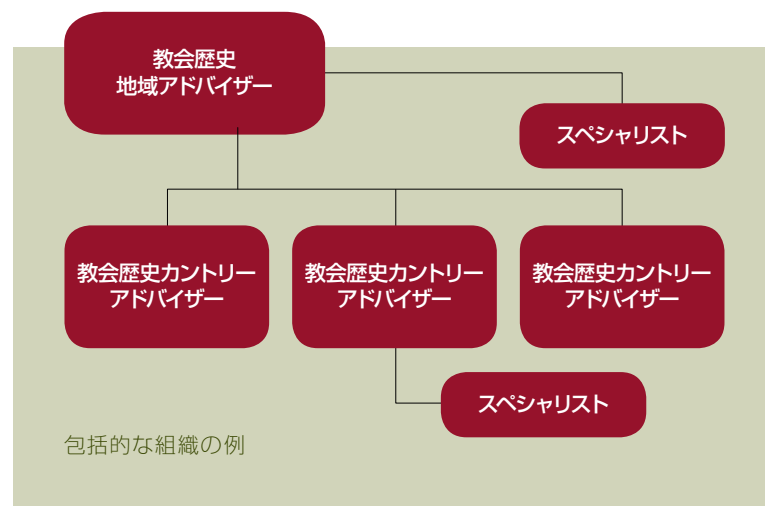 教会歴史
地域アドバイザー
スペシャリスト
教会歴史カントリー
アドバイザー
教会歴史カントリー
アドバイザー
教会歴史カントリー
アドバイザー
スペシャリスト
包括的な組織の例